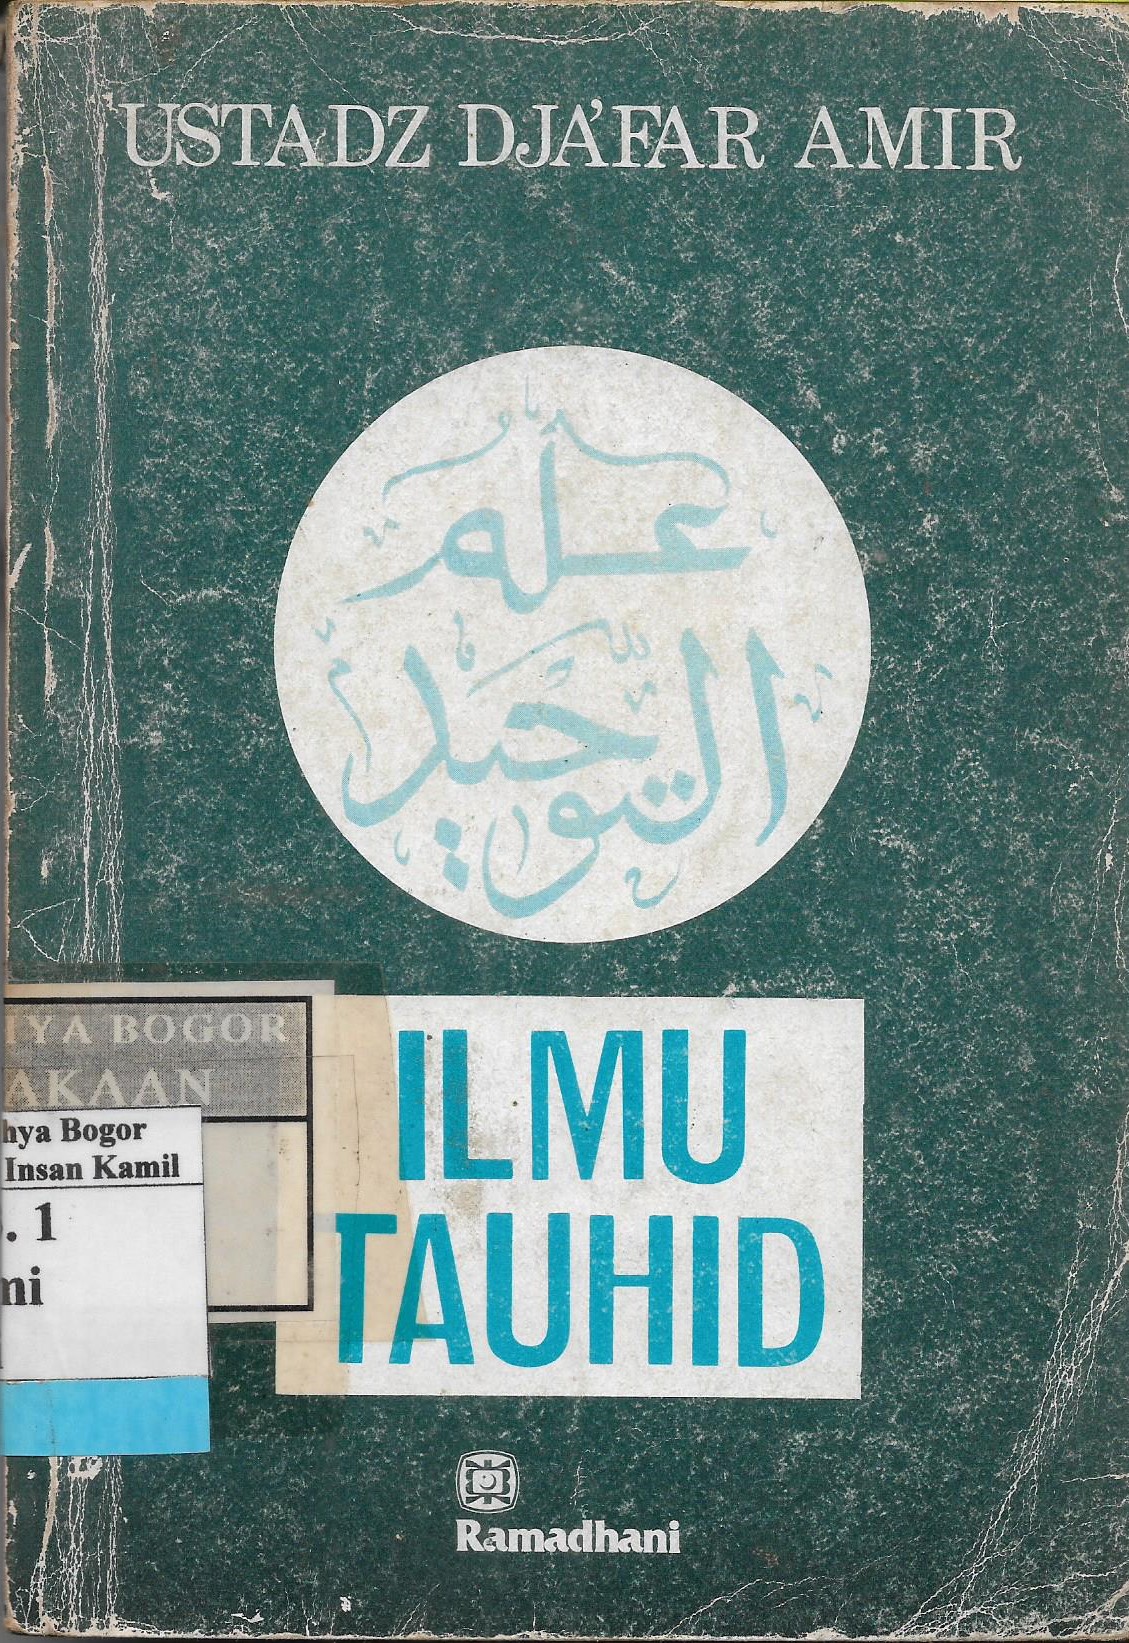 USTADZ DJA'FAR AMIR
علم
التوحيد
YA BOGOR
AKAAN
hya Bogor
Insan Kamil
. 1
mi
ILMU
TAUHID
Ramadhani